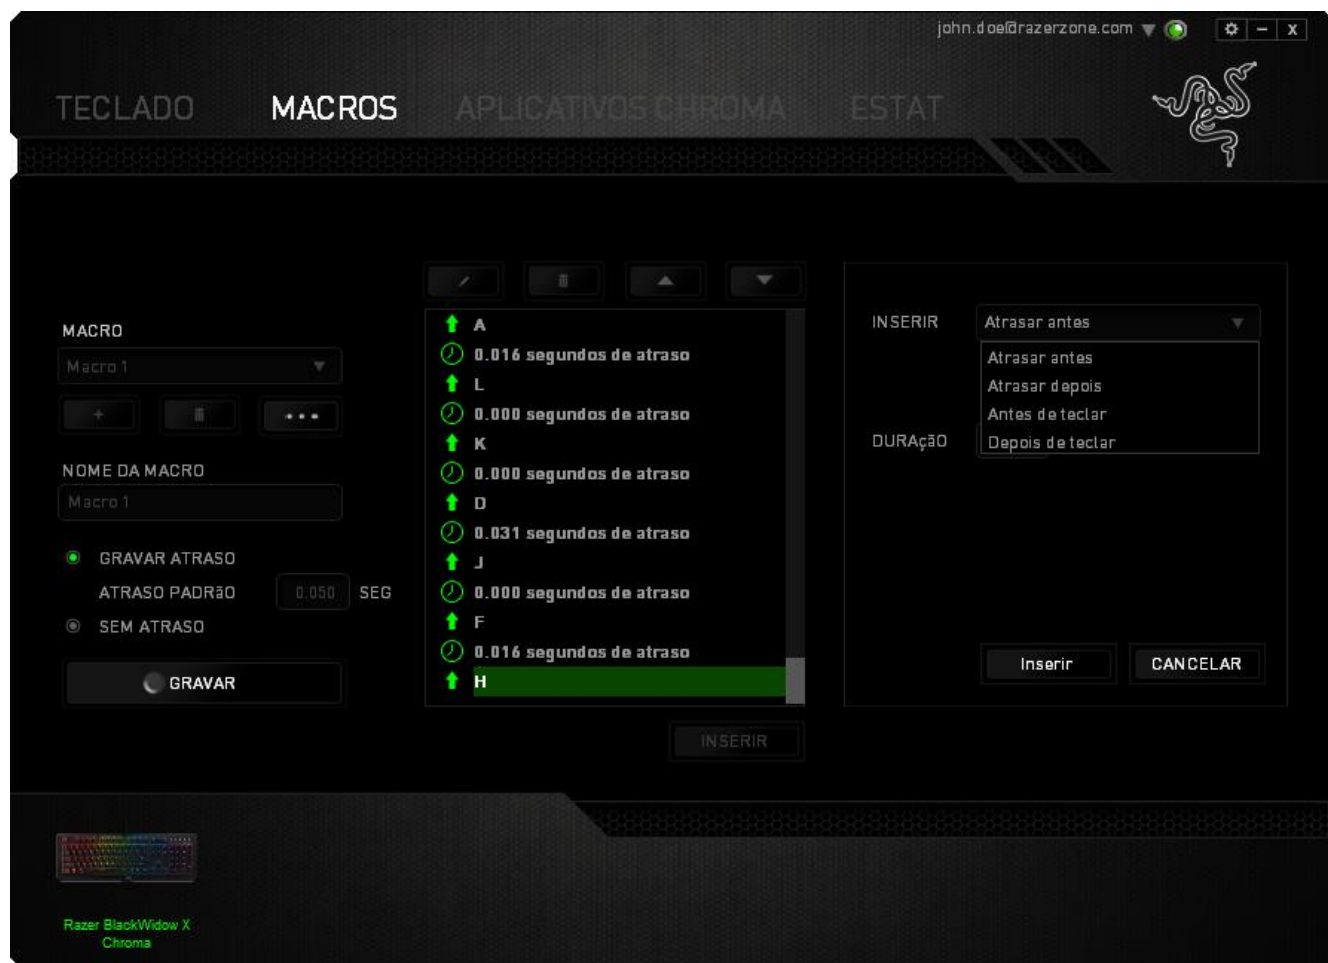 john.doe@razerzone.com
x
TECLADO
MACROS
APLICATIVOS CHROMA
ESTAT
MACRO
Macro 1
NOME DA MACRO
Macro 1
GRAVAR ATRASO
ATRASO PADRãO 0.050 SEG
SEM ATRASO
GRAVAR
A
0.016 segundos de atraso
L
0.000 segundos de atraso
K
0.000 segundos de atraso
D
0.031 segundos de atraso
J
0.000 segundos de atraso
F
0.016 segundos de atraso
H
INSERIR
INSERIR Atrasar antes
Atrasar antes
Atrasar depois
Antes de teclar
Depois de teclar
DURAçãO
Inserir
CANCELAR
Razer BlackWidow X
Chroma